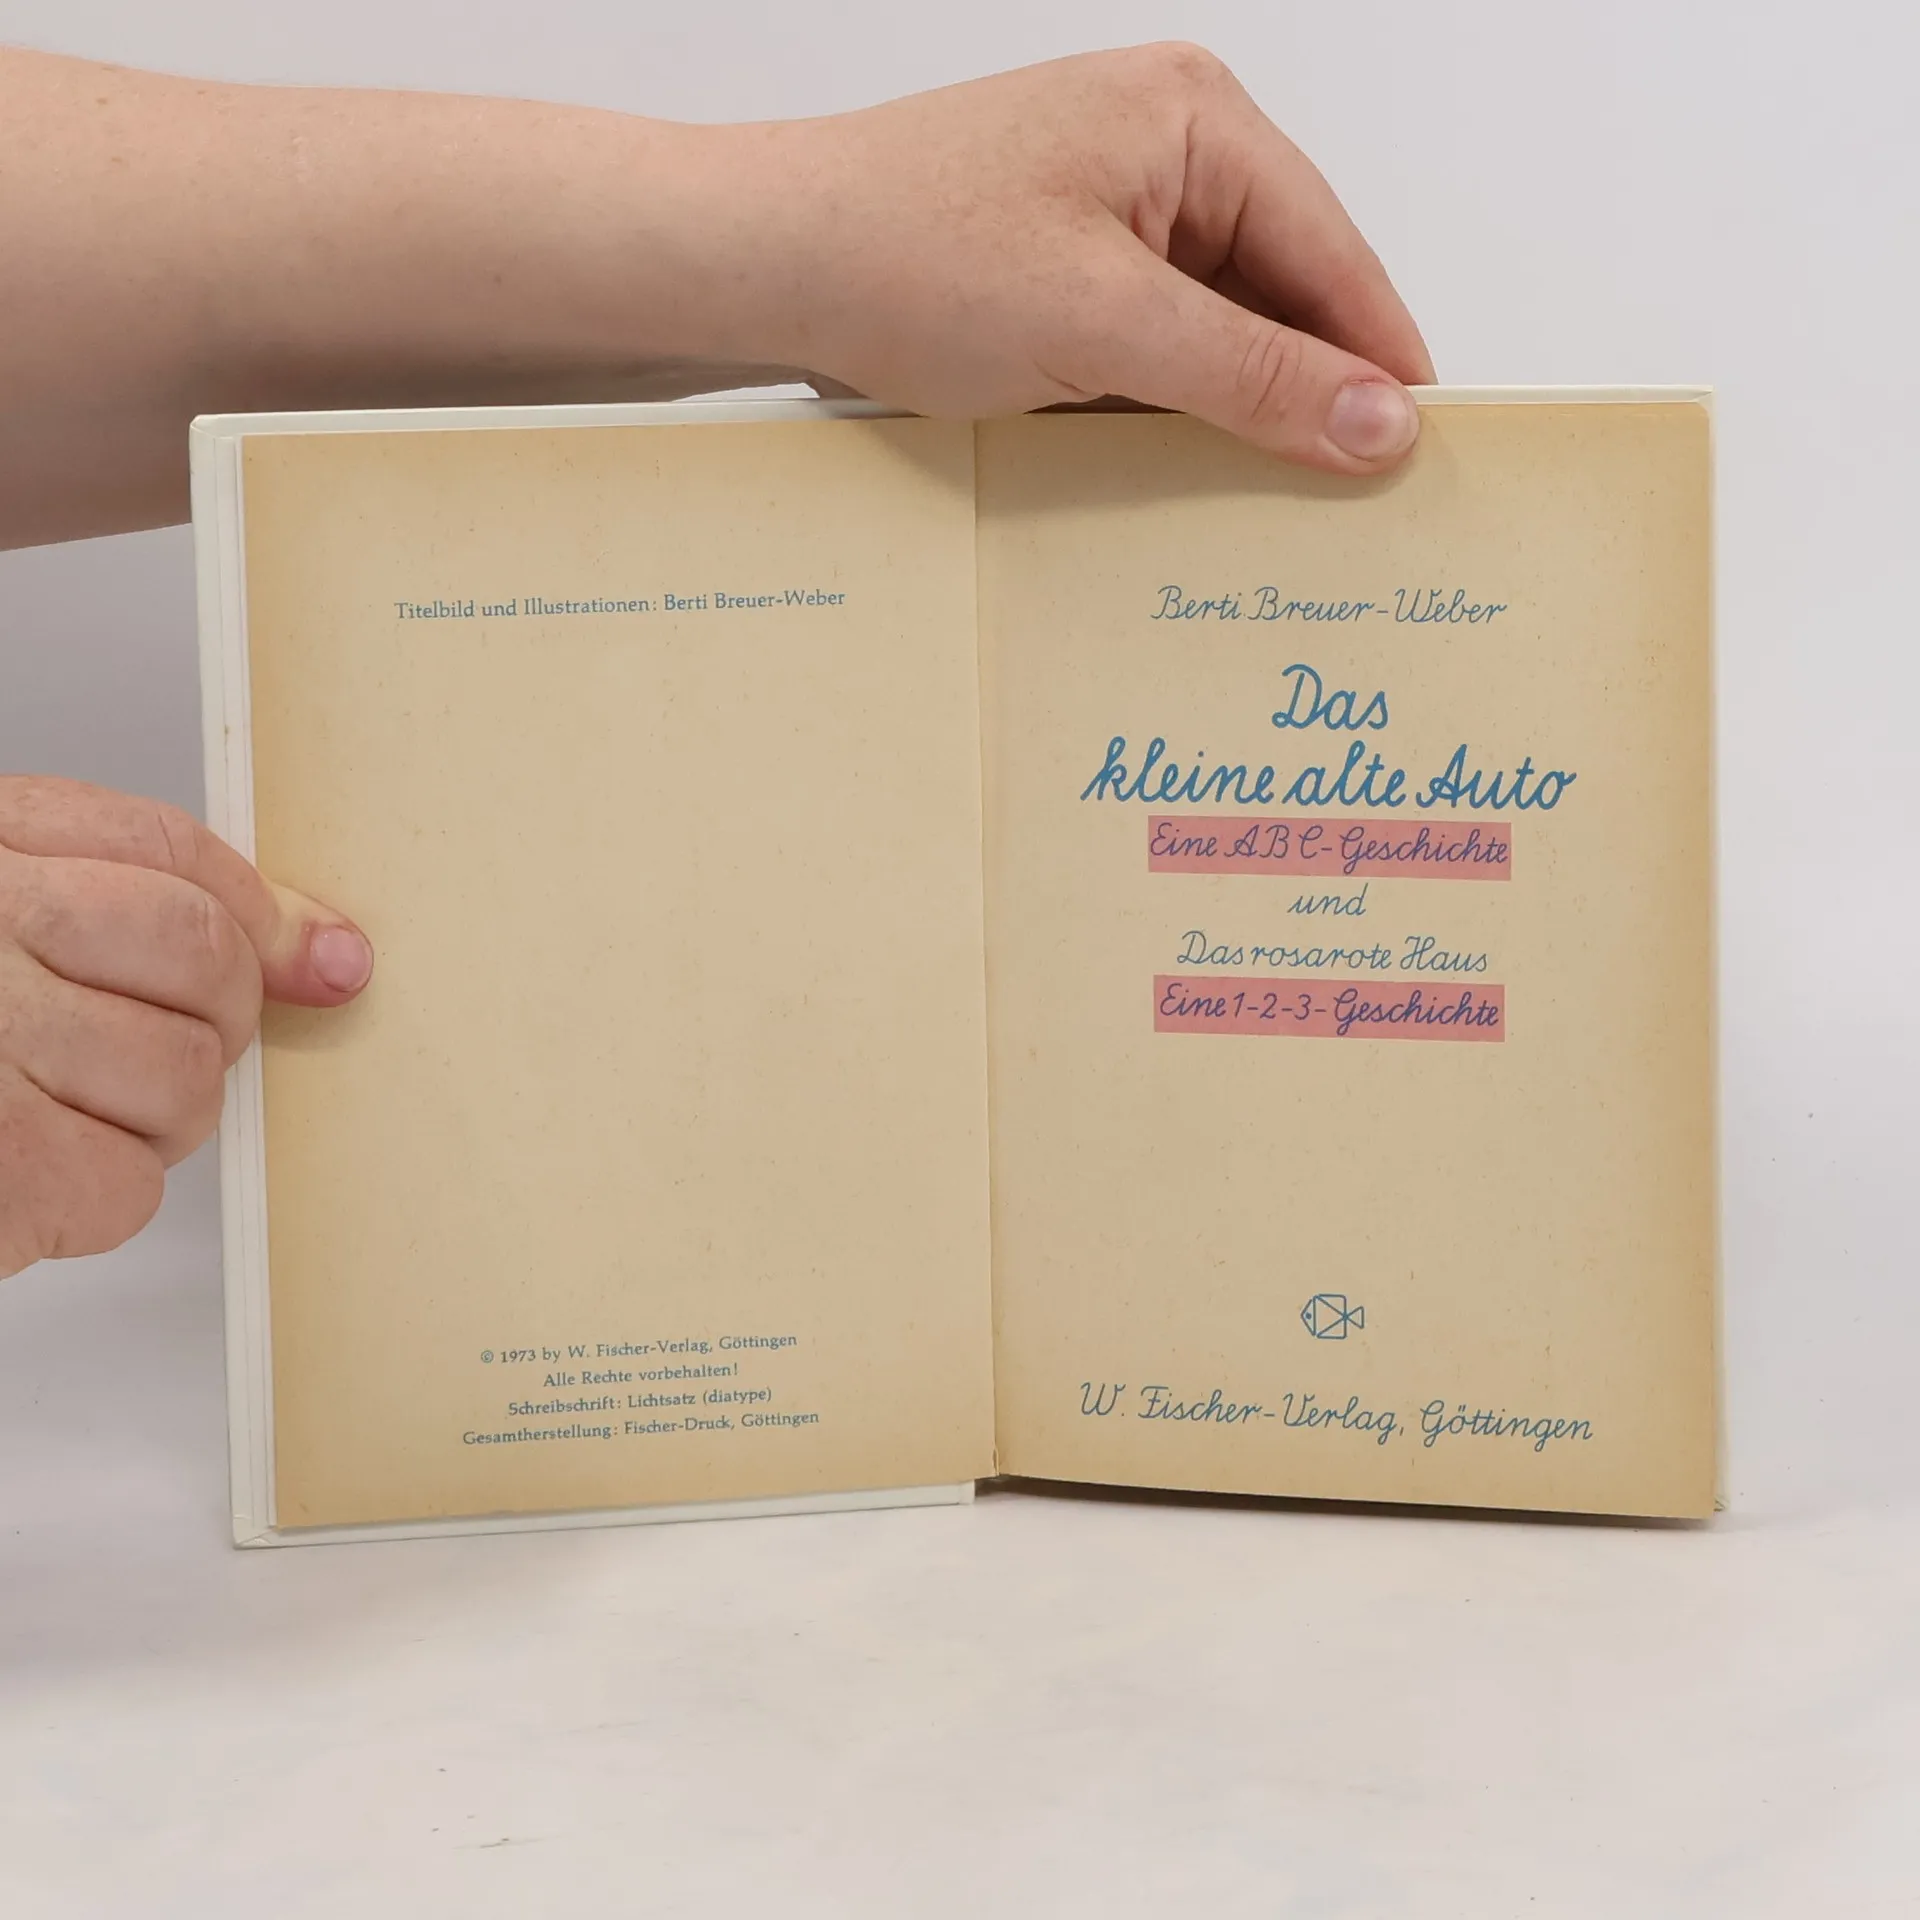 Titelbild und Illustrationen: Berti Breuer-Weber
© 1973 by W. Fischer-Verlag, Göttingen
Alle Rechte vorbehalten!
Schreibschrift: Lichtsatz (diatype)
Gesamtherstellung: Fischer-Druck, Göttingen
Berti Breuer-Weber
Das
kleine alte Auto
Eine ABC-Geschichte
und
Das rosarote Haus
Eine 1-2-3-Geschichte
W. Fischer-Verlag, Göttingen